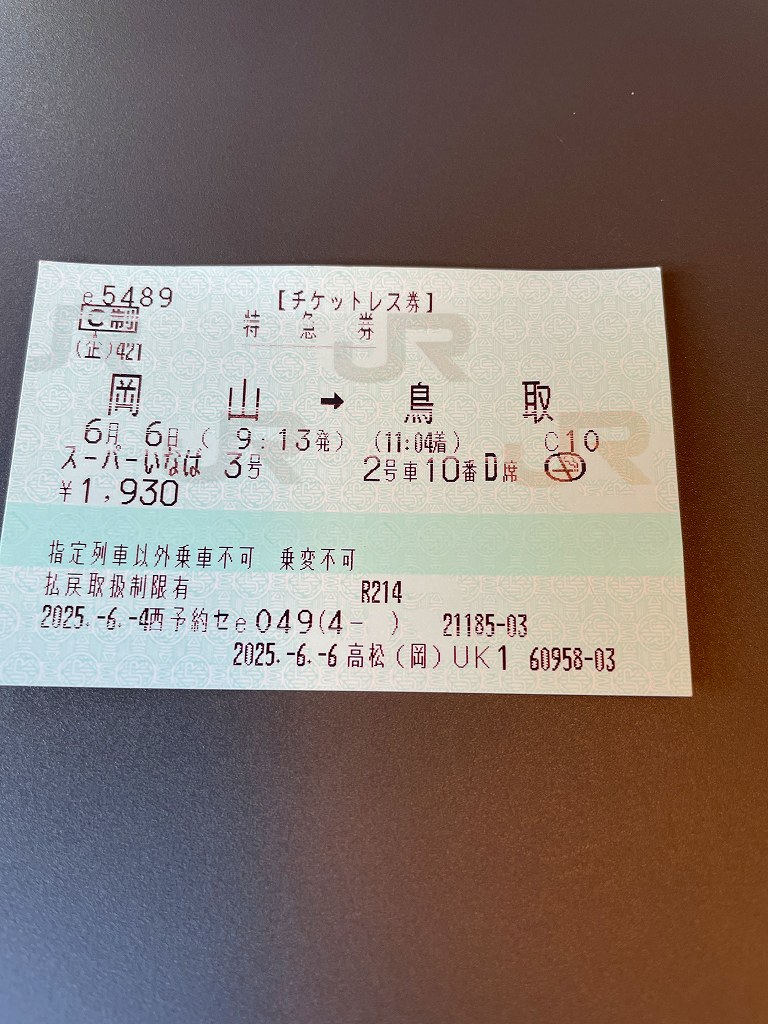 e5489 【チケットレス券】
C制 特急券
(企)421
岡山 → 鳥取
6月 6日 ( 9:13発) (11:04着) C10
スーパーいなば 3号 2号車10番D席
¥1,930
指定列車以外乗車不可 乗変不可
払戻取扱制限有 R214
2025.-6.-4西予約セe049(4- ) 21185-03
2025.-6.-6高松(岡)UK1 60958-03
JR